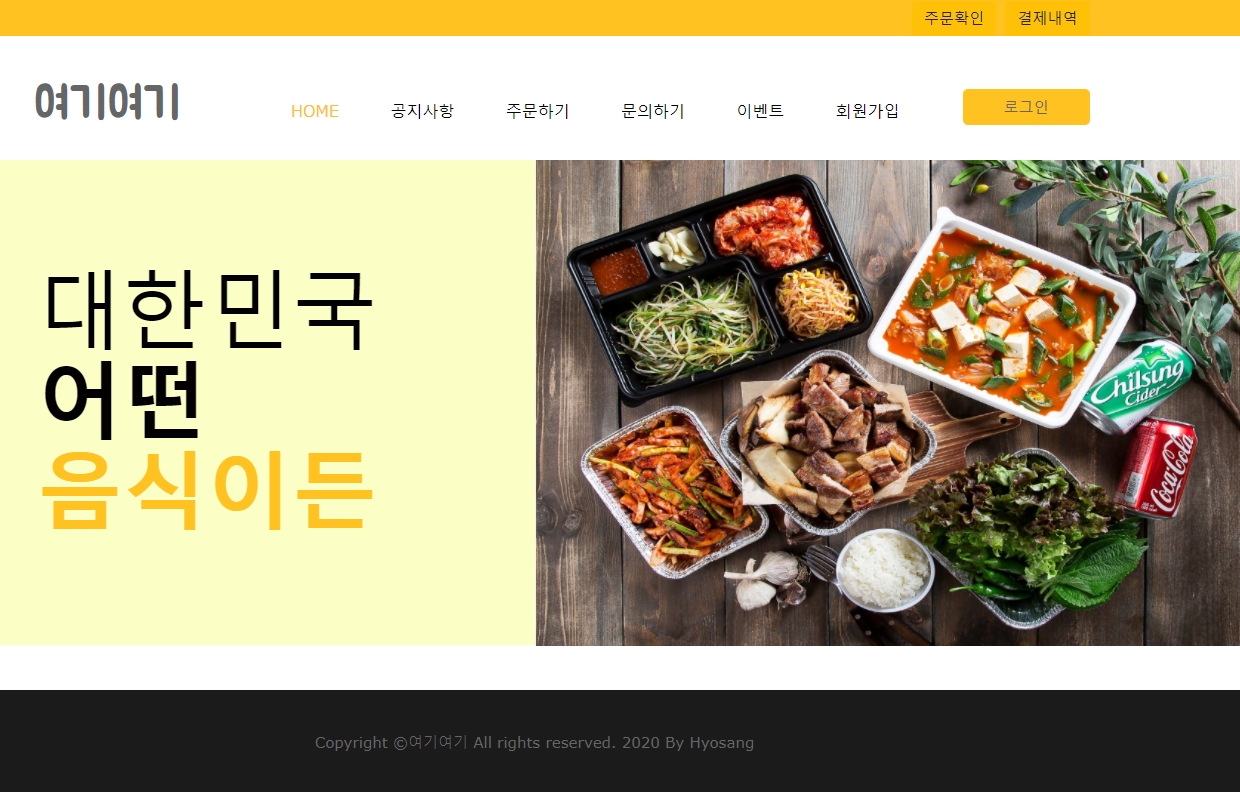 주문확인 결제내역
여기여기
HOME 공지사항 주문하기 문의하기 이벤트 회원가입 로그인
대한민국
어떤
음식이든
Chilsung
Cider
Coca-Cola
Copyright ©여기여기 All rights reserved. 2020 By Hyosang